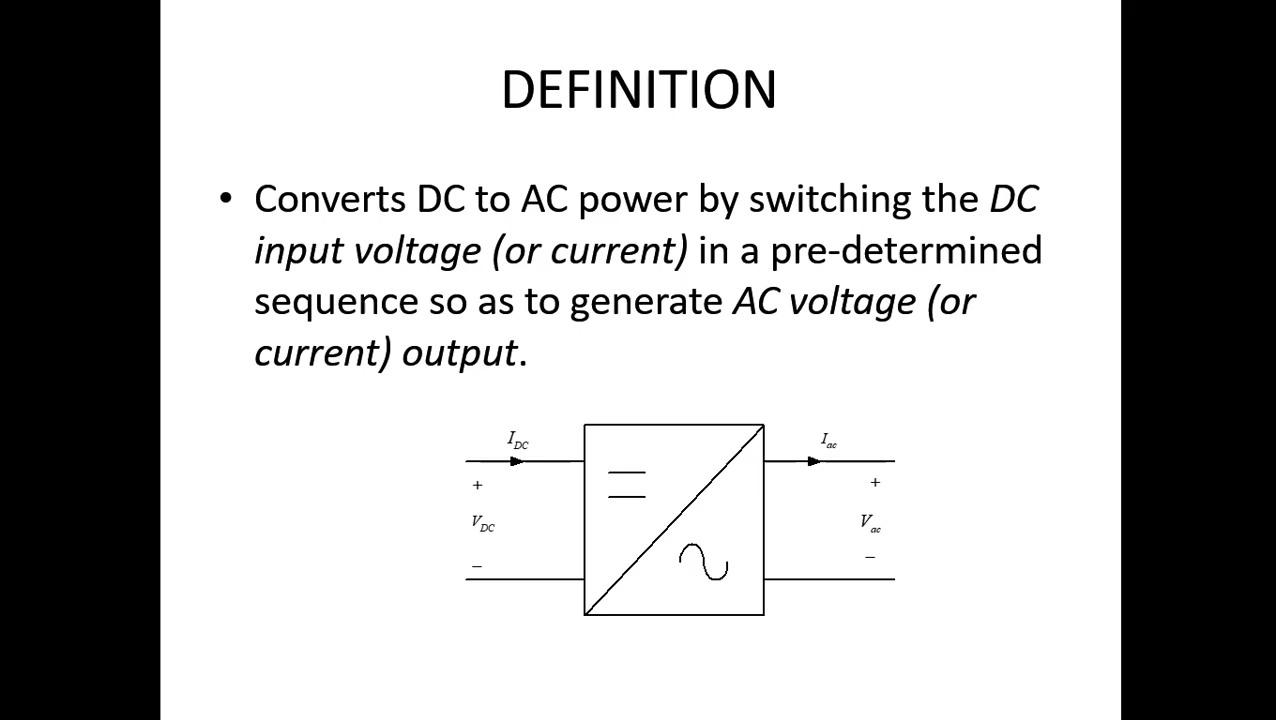 DEFINITION
• Converts DC to AC power by switching the DC
input voltage (or current) in a pre-determined
sequence so as to generate AC voltage (or
current) output.
I_DC
I_ac
+
+
V_DC
V_ac
−
−